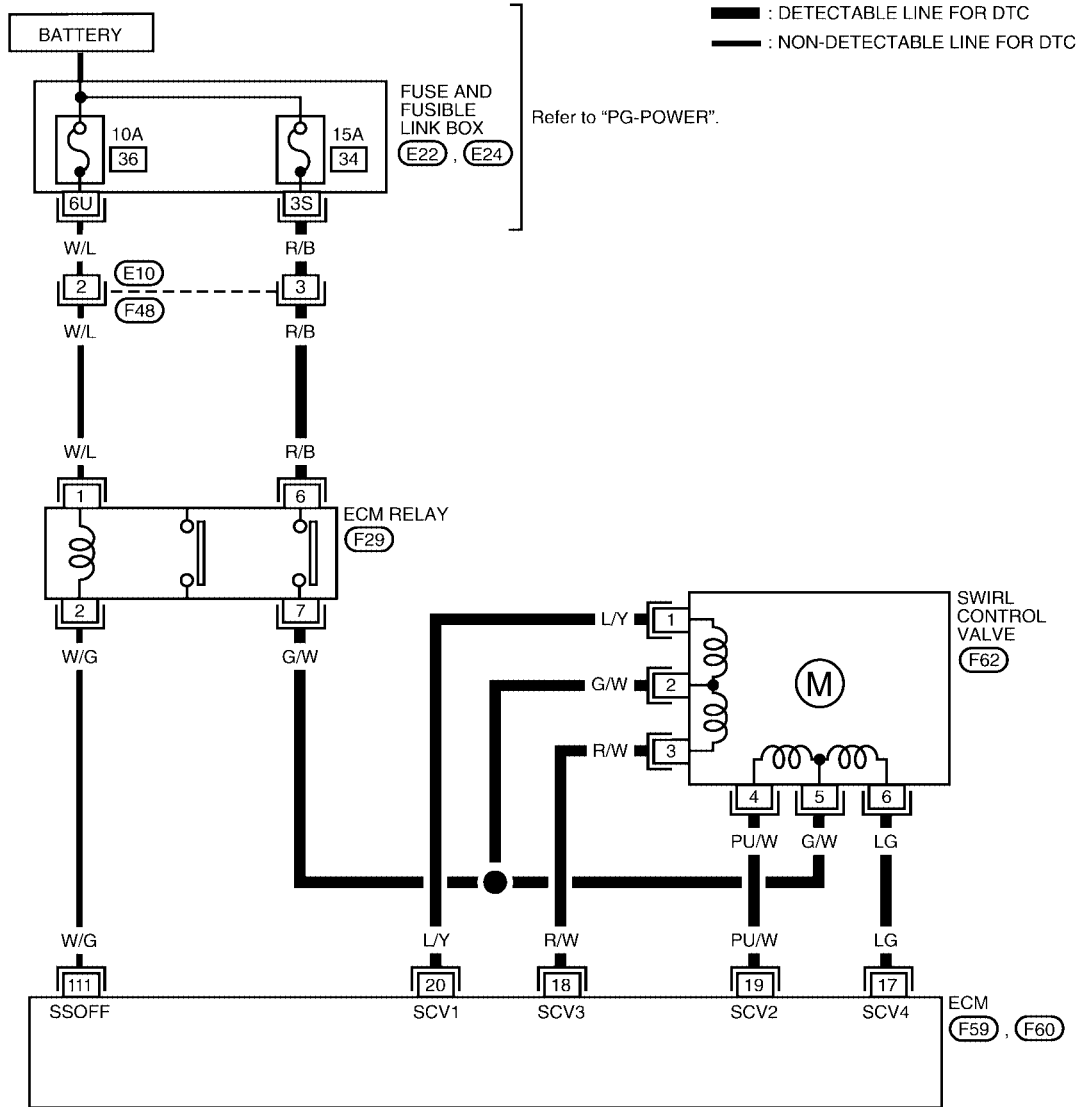 BATTERY
: DETECTABLE LINE FOR DTC
: NON-DETECTABLE LINE FOR DTC
FUSE AND
FUSIBLE
LINK BOX
E22 , E24
Refer to “PG-POWER”.
10A
36
15A
34
6U
3S
W/L
R/B
2
E10
F48
3
W/L
R/B
W/L
R/B
1
6
ECM RELAY
F29
2
7
W/G
G/W
SWIRL
CONTROL
VALVE
F62
L/Y
1
G/W
2
R/W
3
M
4
5
6
PU/W
G/W
LG
W/G
L/Y
R/W
PU/W
LG
111
20
18
19
17
SSOFF
SCV1
SCV3
SCV2
SCV4
ECM
F59 , F60